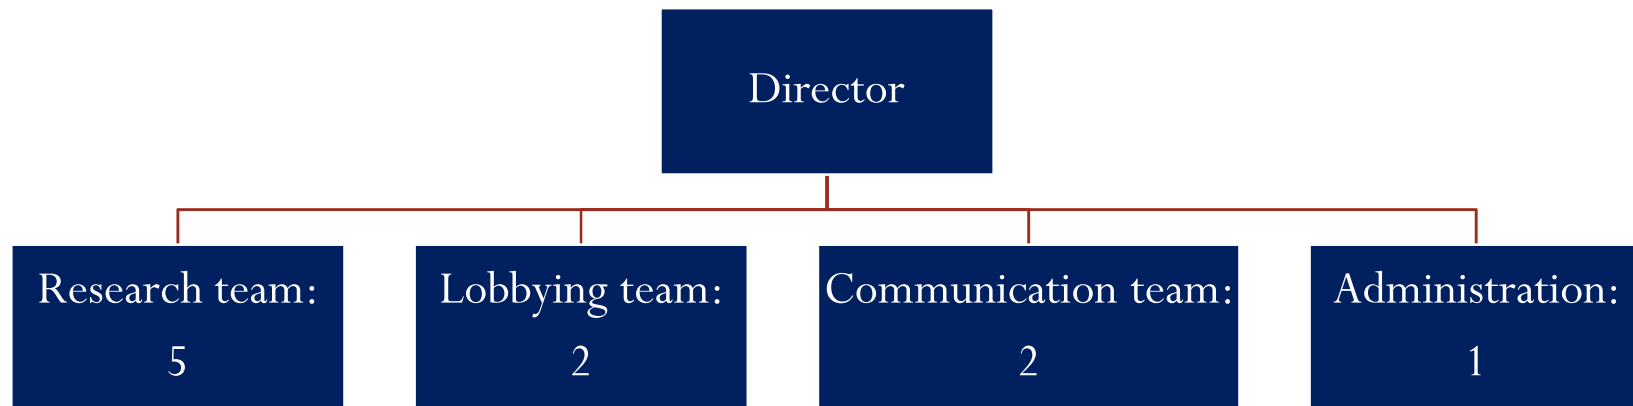 Director
Research team:
5
Lobbying team:
2
Communication team:
2
Administration:
1